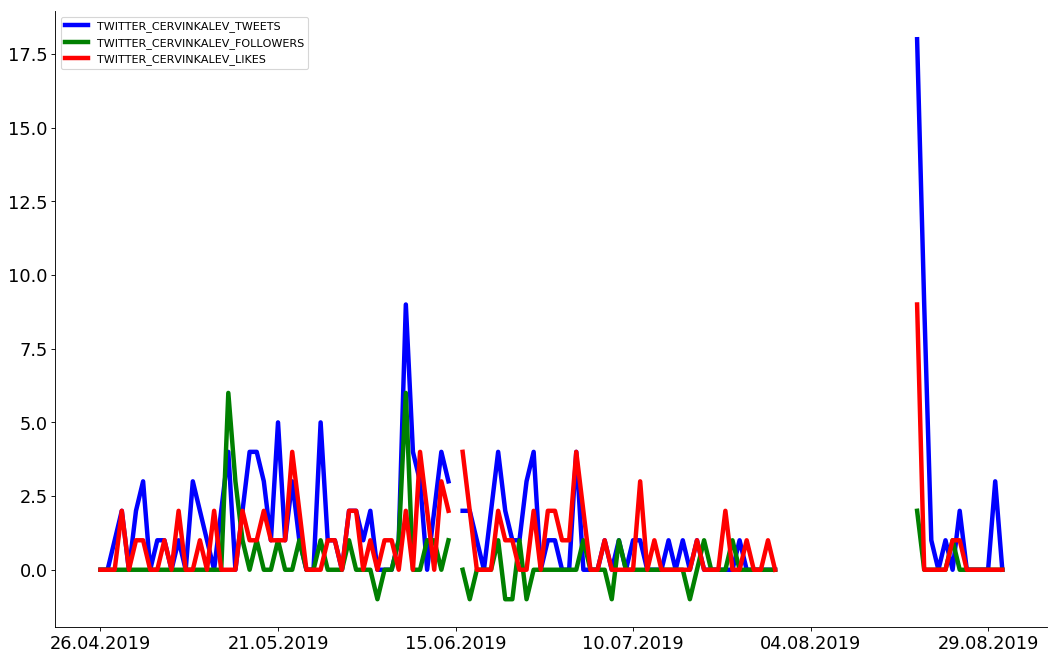 TWITTER_CERVINKALEV_TWEETS
TWITTER_CERVINKALEV_FOLLOWERS
TWITTER_CERVINKALEV_LIKES
17.5
15.0
12.5
10.0
7.5
5.0
2.5
0.0
26.04.2019 21.05.2019 15.06.2019 10.07.2019 04.08.2019 29.08.2019